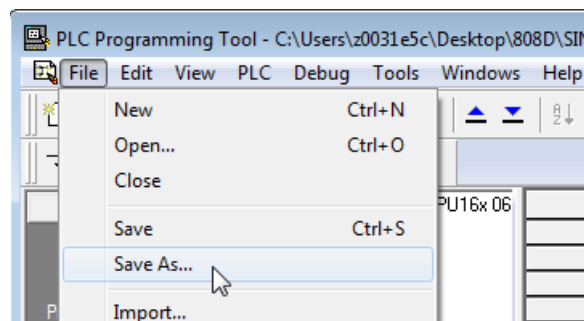 PLC Programming Tool - C:\Users\z0031e5c\Desktop\808D\SIN
File Edit View PLC Debug Tools Windows Help
New Ctrl+N
Open... Ctrl+O
Close
PU16x 06
Save Ctrl+S
Save As...
Import...
P